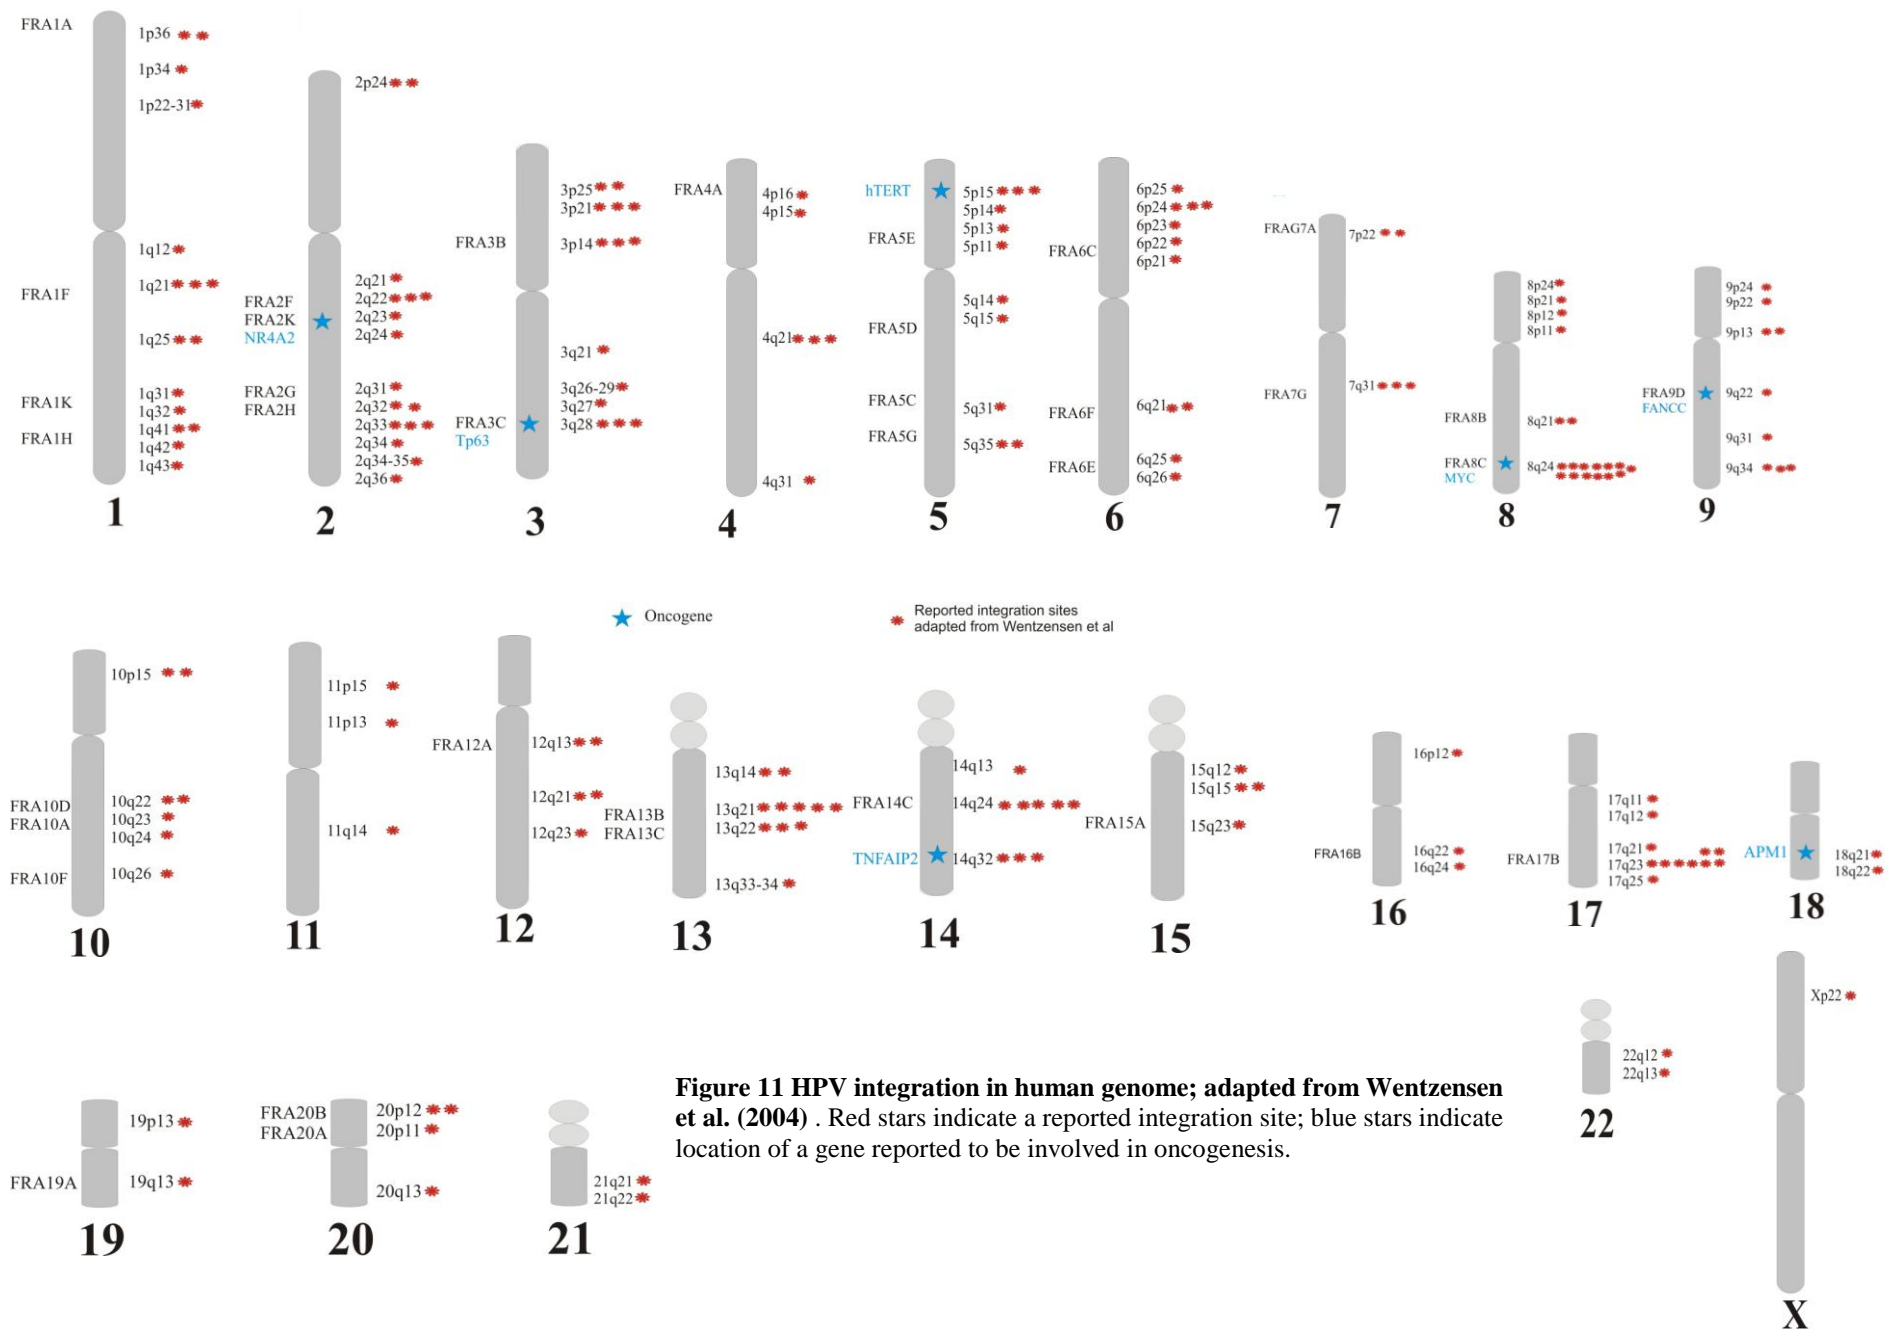 FRA1A
1p36
1p34
1p22-31
1q12
1q21
FRA1F
1q25
1q31
FRA1K
1q32
1q41
FRA1H
1q42
1q43
1
2p24
2q21
FRA2F
2q22
FRA2K
2q23
NR4A2
2q24
2q31
FRA2G
2q32
FRA2H
2q33
2q34
2q34-35
2q36
2
3p25
3p21
FRA3B
3p14
3q21
3q26-29
3q27
FRA3C
3q28
Tp63
3
FRA4A
4p16
4p15
4q21
4q31
4
hTERT
5p15
5p14
5p13
FRA5E
5p11
5q14
5q15
FRA5D
FRA5C
5q31
FRA5G
5q35
5
6p25
6p24
6p23
6p22
FRA6C
6p21
6q21
FRA6F
6q25
FRA6E
6q26
6
FRAG7A
7p22
7q31
FRA7G
7
8p24
8p21
8p12
8p11
FRA8B
8q21
FRA8C
8q24
MYC
8
9p24
9p22
9p13
FRA9D
9q22
FANCC
9q31
9q34
9
Oncogene
Reported integration sites
adapted from Wentzensen et al
10p15
FRA10D
10q22
FRA10A
10q23
10q24
FRA10F
10q26
10
11p15
11p13
11q14
11
FRA12A
12q13
12q21
12q23
12
13q14
FRA13B
13q21
FRA13C
13q22
13q33-34
13
14q13
FRA14C
14q24
TNFAIP2
14q32
14
15q12
15q15
FRA15A
15q23
15
16p12
FRA16B
16q22
16q24
16
17q11
17q12
17q21
FRA17B
17q23
17q25
17
APM1
18q21
18q22
18
19p13
FRA19A
19q13
19
FRA20B
20p12
FRA20A
20p11
20q13
20
21q21
21q22
21
Figure 11 HPV integration in human genome; adapted from Wentzensen
et al. (2004) . Red stars indicate a reported integration site; blue stars indicate
location of a gene reported to be involved in oncogenesis.
22q12
22q13
22
Xp22
X